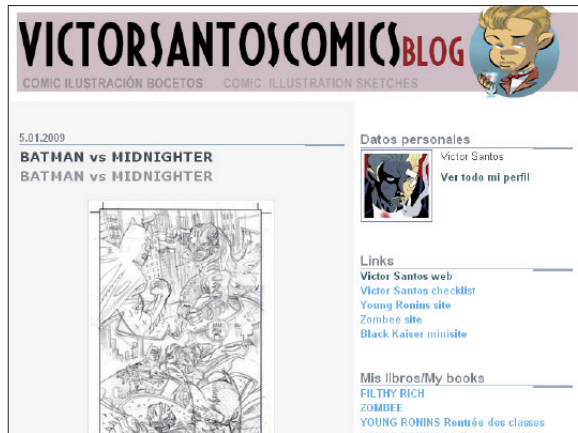 VICTORSANTOSCOMICSBLOG
COMIC ILUSTRACIÓN BOCETOS COMIC ILLUSTRATION SKETCHES
5.01.2009
BATMAN vs MIDNIGHTER
BATMAN vs MIDNIGHTER
Datos personales
Victor Santos
Ver todo mi perfil
Links
Victor Santos web
Victor Santos checklist
Young Ronins site
Zombee site
Black Kaiser minisite
Mis libros/My books
FILTHY RICH
ZOMBEE
YOUNG RONINS Rentrée des classes